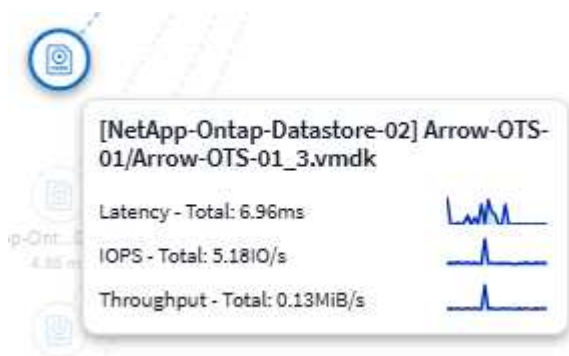 [NetApp-Ontap-Datastore-02] Arrow-OTS-
01/Arrow-OTS-01_3.vmdk
Latency - Total: 6.96ms
IOPS - Total: 5.18IO/s
Throughput - Total: 0.13MiB/s